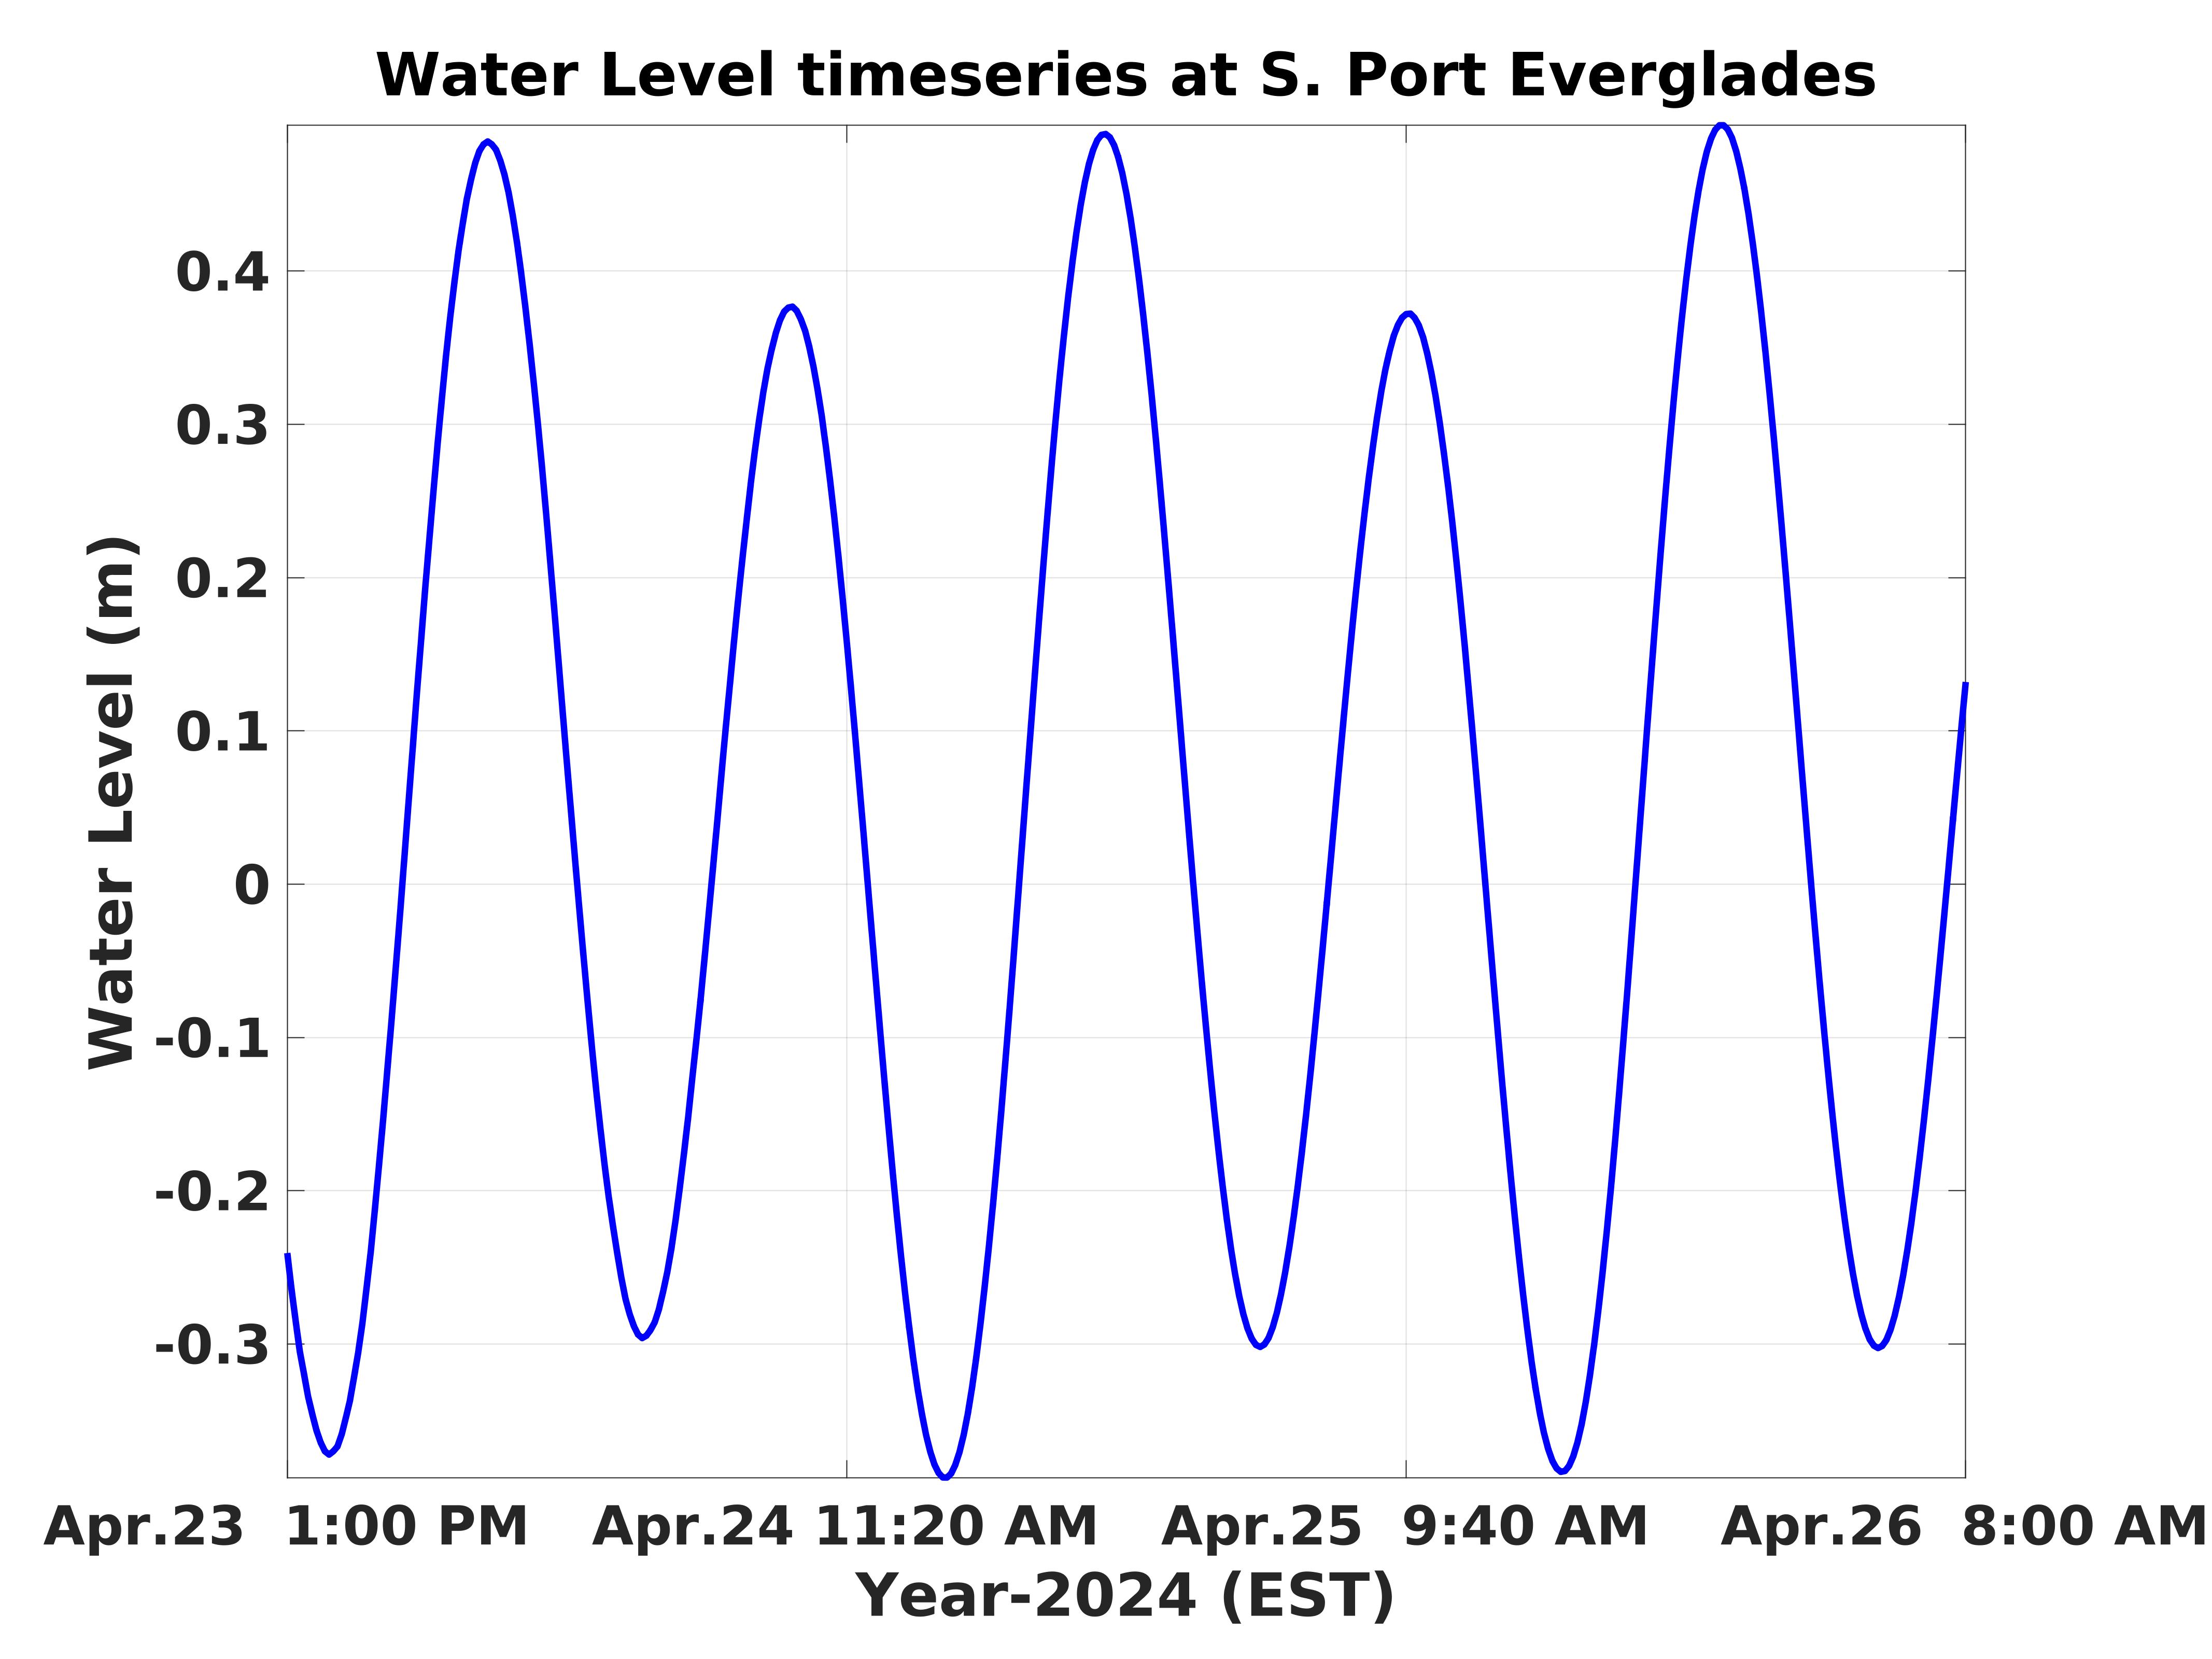 Water Level timeseries at S. Port Everglades
Water Level (m)
0.4
0.3
0.2
0.1
0
-0.1
-0.2
-0.3
Apr.23 1:00 PM Apr.24 11:20 AM Apr.25 9:40 AM Apr.26 8:00 AM
Year-2024 (EST)